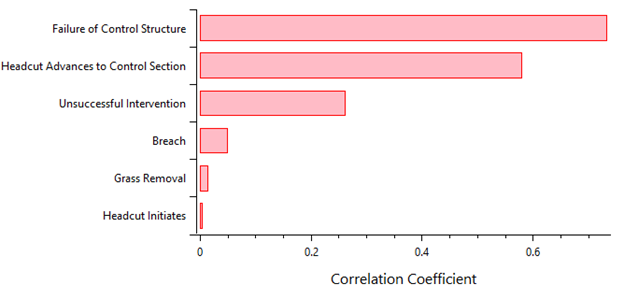 Failure of Control Structure
Headcut Advances to Control Section
Unsuccessful Intervention
Breach
Grass Removal
Headcut Initiates
0 0.2 0.4 0.6
Correlation Coefficient